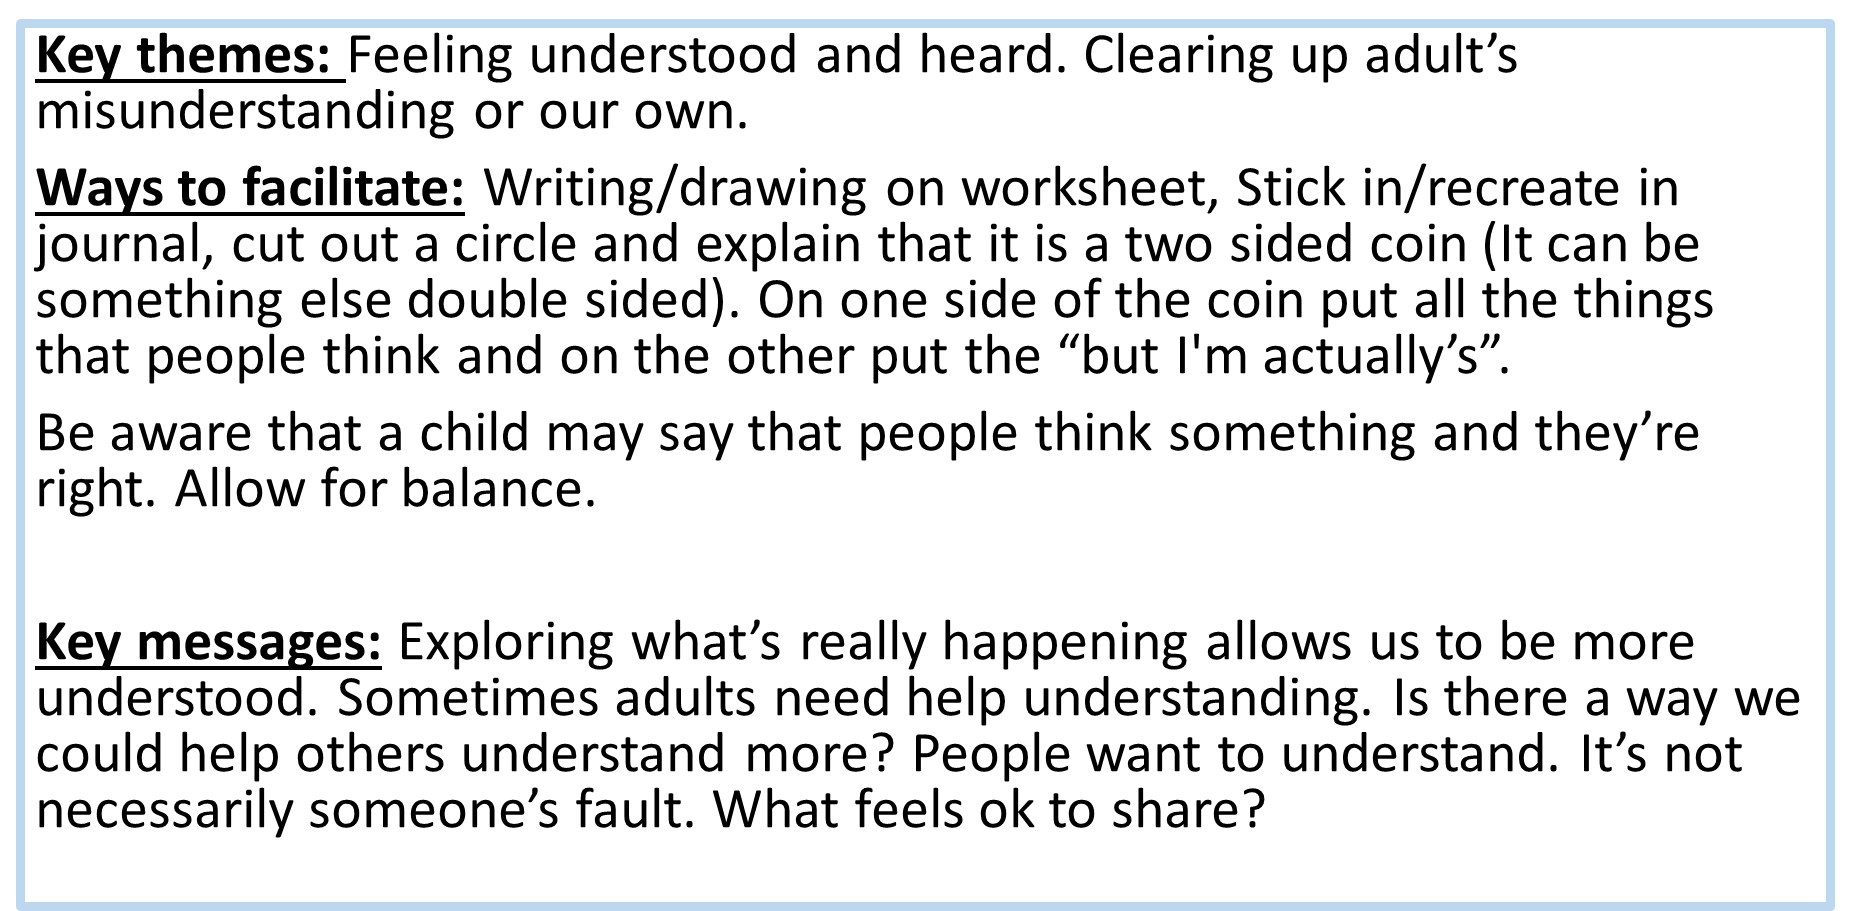 Key themes: Feeling understood and heard. Clearing up adult’s
misunderstanding or our own.
Ways to facilitate: Writing/drawing on worksheet, Stick in/recreate in
journal, cut out a circle and explain that it is a two sided coin (It can be
something else double sided). On one side of the coin put all the things
that people think and on the other put the “but I'm actually’s”.
Be aware that a child may say that people think something and they’re
right. Allow for balance.
Key messages: Exploring what’s really happening allows us to be more
understood. Sometimes adults need help understanding. Is there a way we
could help others understand more? People want to understand. It’s not
necessarily someone’s fault. What feels ok to share?